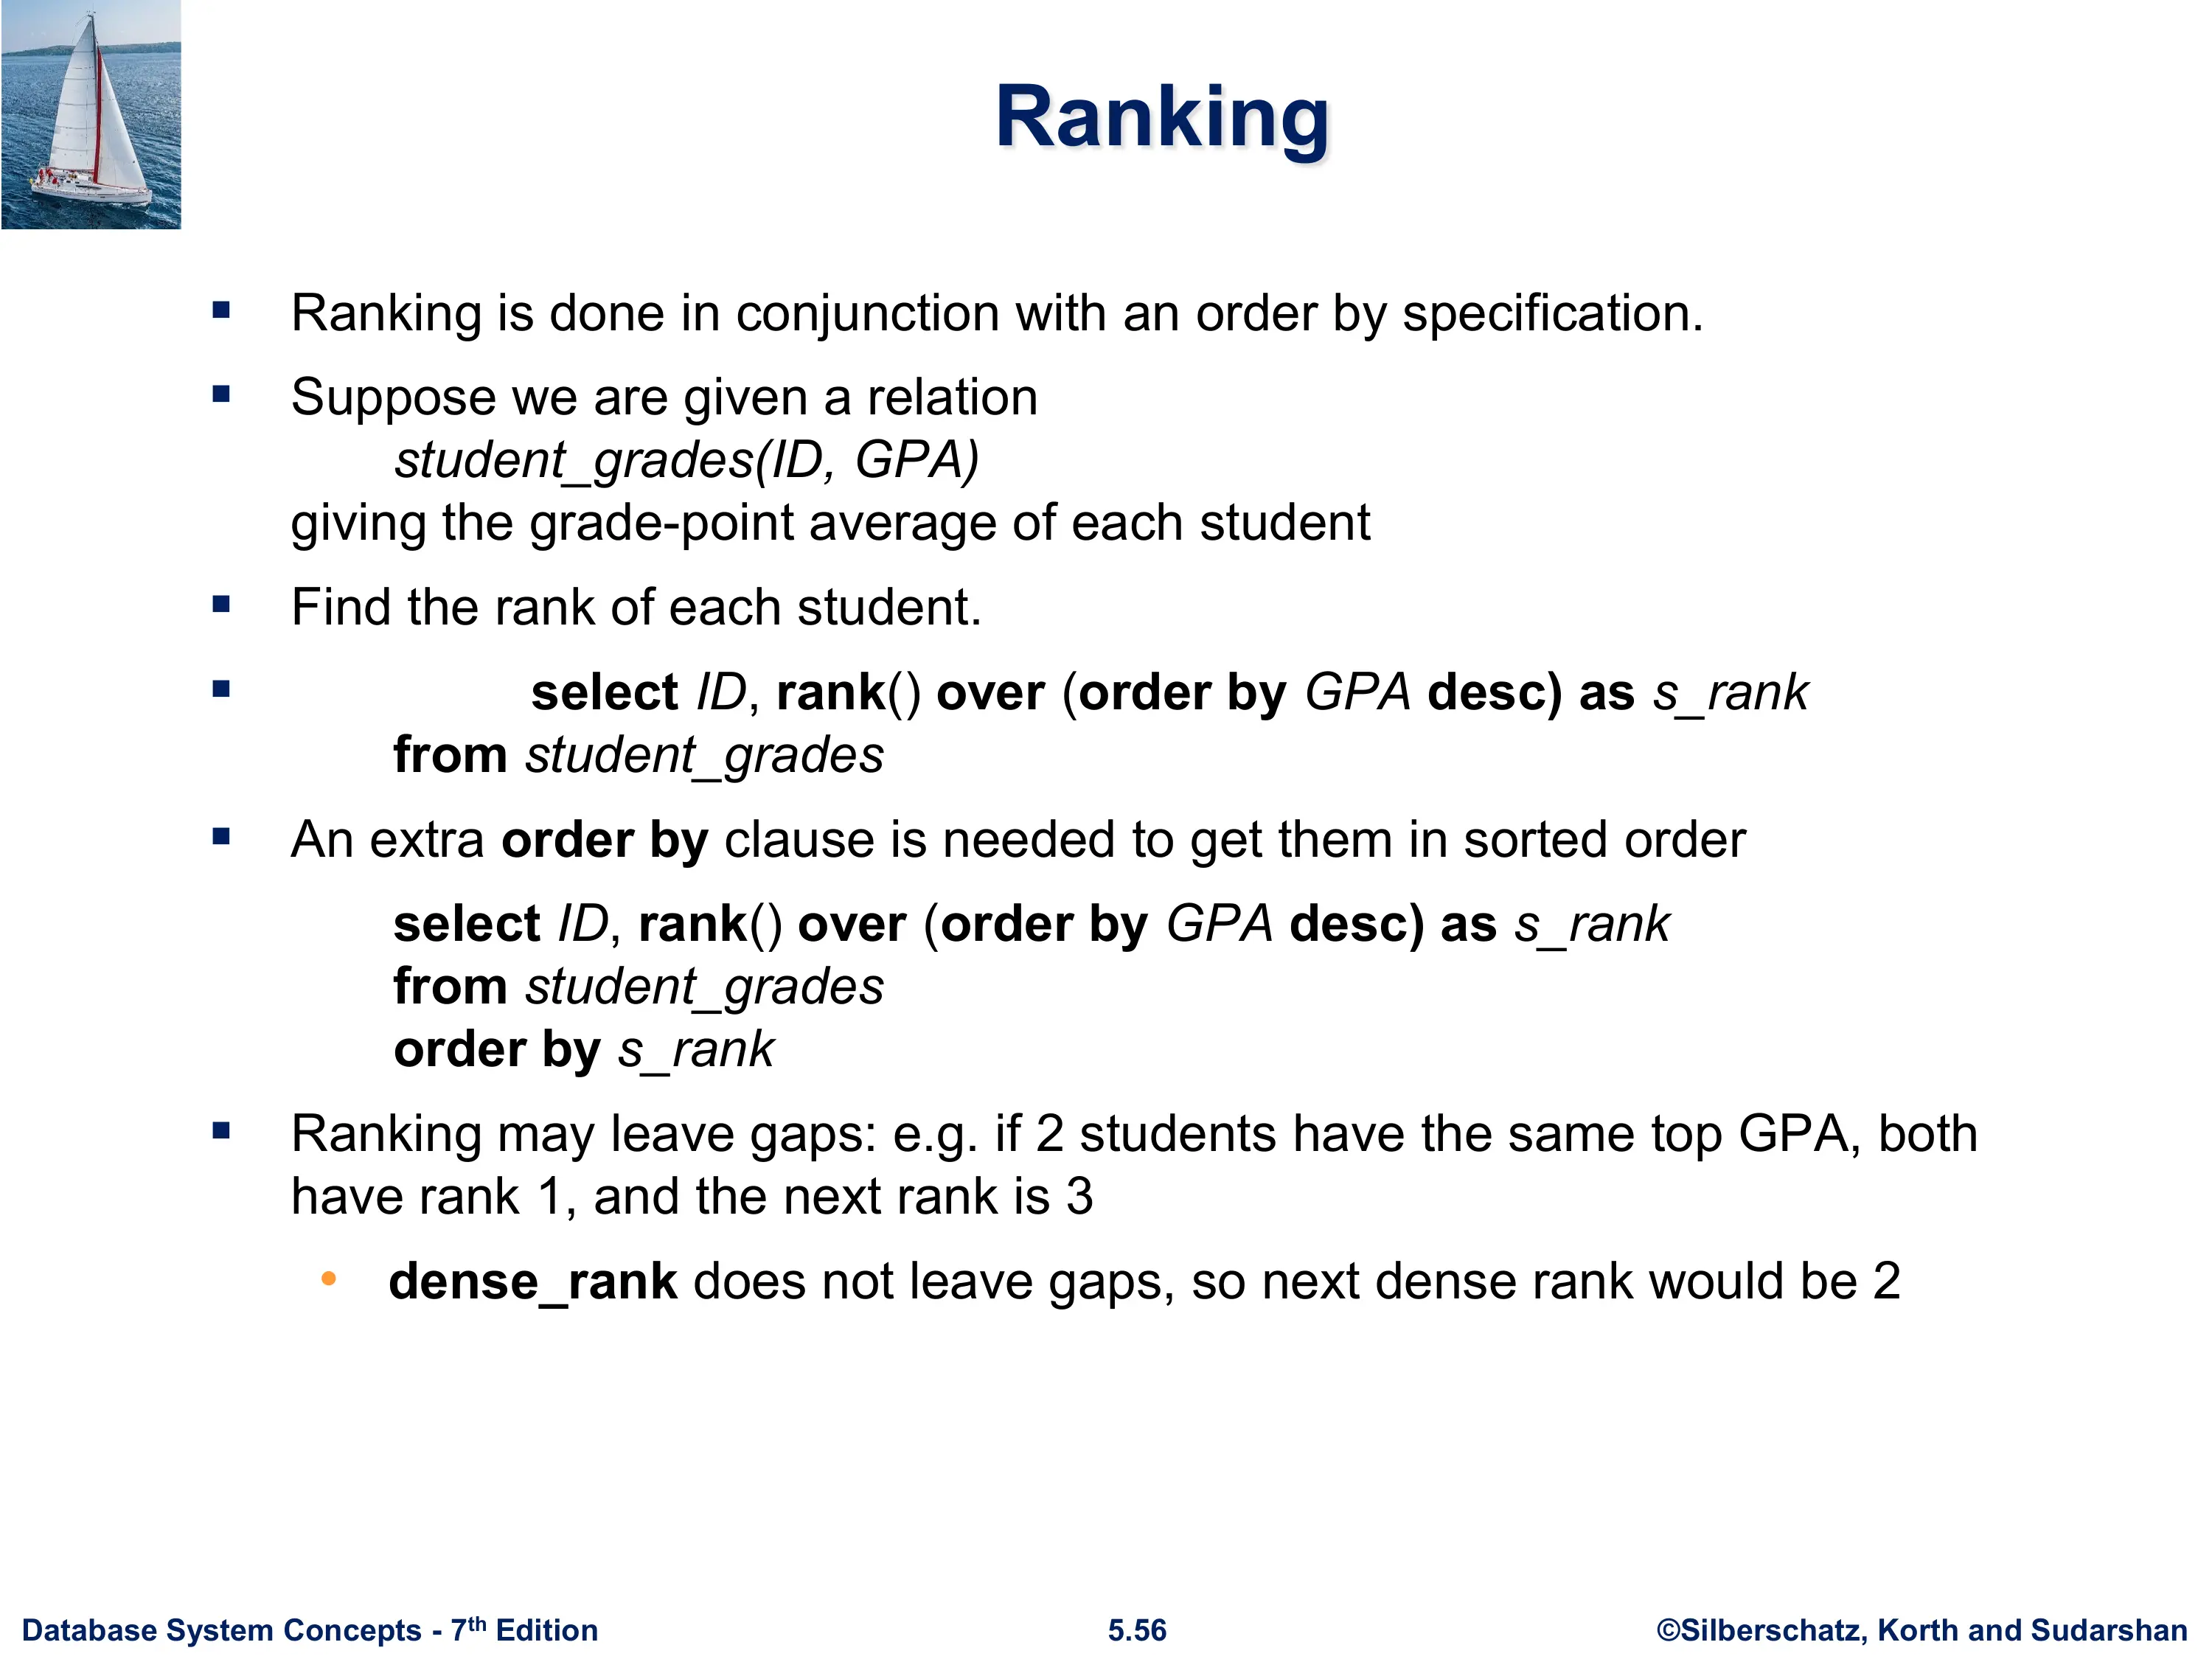 Ranking
▪ Ranking is done in conjunction with an order by specification.
▪ Suppose we are given a relation
student_grades(ID, GPA)
giving the grade-point average of each student
▪ Find the rank of each student.
▪ select ID, rank() over (order by GPA desc) as s_rank
from student_grades
▪ An extra order by clause is needed to get them in sorted order
select ID, rank() over (order by GPA desc) as s_rank
from student_grades
order by s_rank
▪ Ranking may leave gaps: e.g. if 2 students have the same top GPA, both
have rank 1, and the next rank is 3
• dense_rank does not leave gaps, so next dense rank would be 2
Database System Concepts - 7th Edition
5.56
©Silberschatz, Korth and Sudarshan